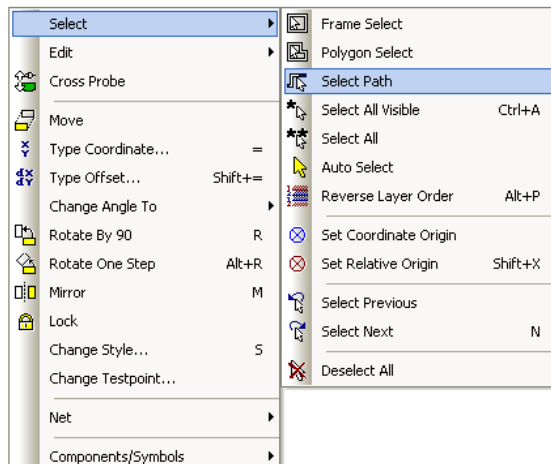 Select
Edit
Cross Probe
Move
Type Coordinate... =
Type Offset... Shift+=
Change Angle To
Rotate By 90 R
Rotate One Step Alt+R
Mirror M
Lock
Change Style... S
Change Testpoint...
Net
Components/Symbols
Frame Select
Polygon Select
Select Path
Select All Visible Ctrl+A
Select All
Auto Select
Reverse Layer Order Alt+P
Set Coordinate Origin
Set Relative Origin Shift+X
Select Previous
Select Next N
Deselect All